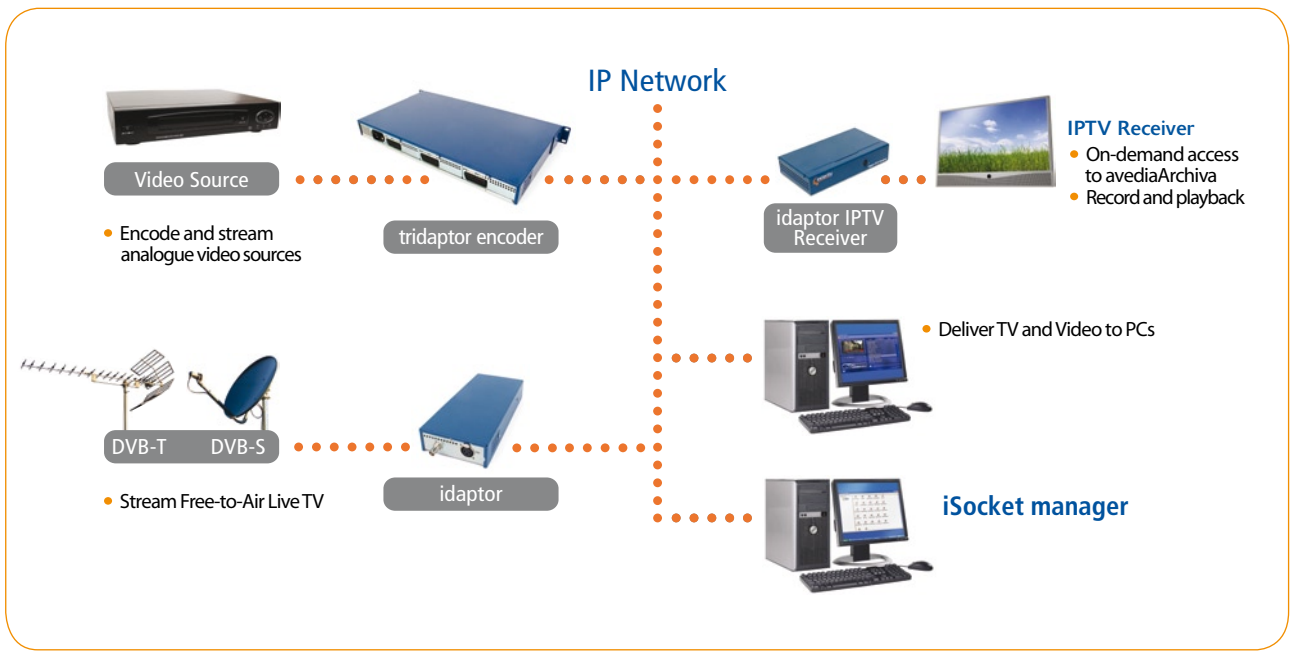 IP Network
Video Source
• Encode and stream
analogue video sources
tridaptor encoder
idaptor IPTV
Receiver
IPTV Receiver
• On-demand access
to avediaArchiva
• Record and playback
• Deliver TV and Video to PCs
DVB-T DVB-S
• Stream Free-to-Air Live TV
idaptor
iSocket manager